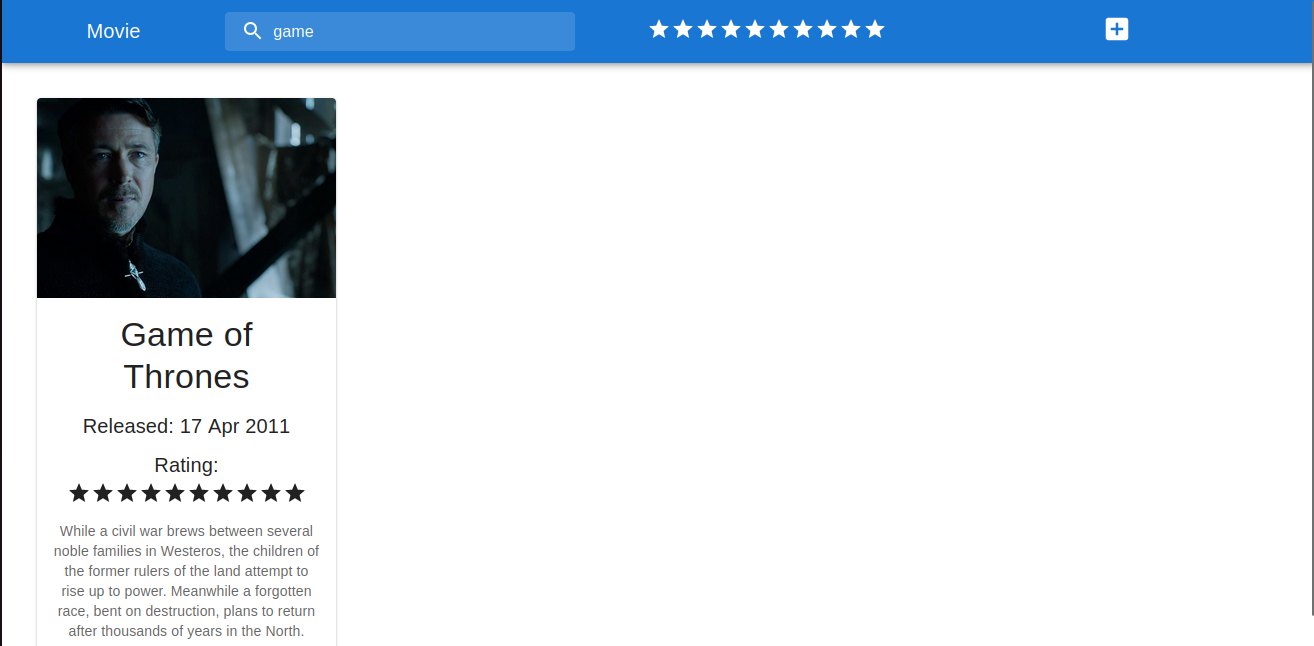 Movie
game
Game of
Thrones
Released: 17 Apr 2011
Rating:
While a civil war brews between several
noble families in Westeros, the children of
the former rulers of the land attempt to
rise up to power. Meanwhile a forgotten
race, bent on destruction, plans to return
after thousands of years in the North.